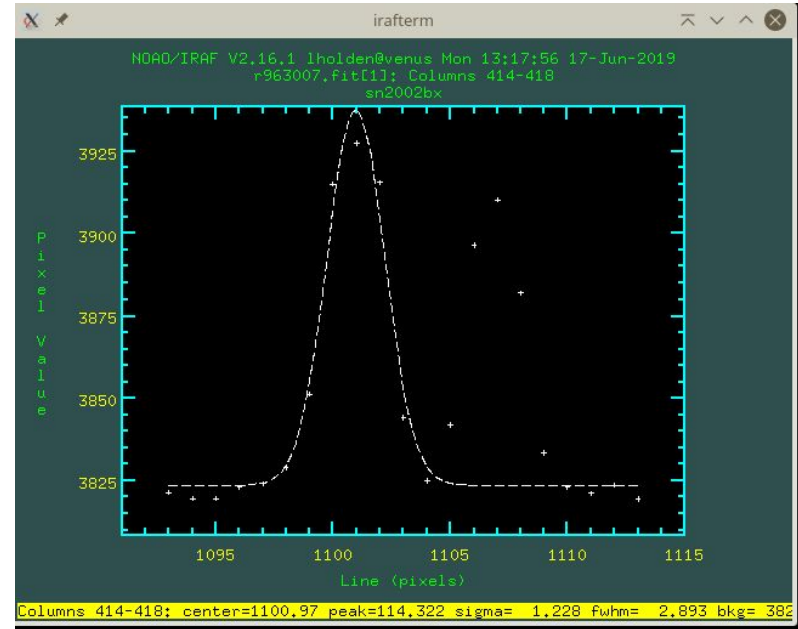 irafterm
NOAO/IRAF V2.16.1 lholden@venus Mon 13:17:56 17-Jun-2019
r963007.fit[1]: Columns 414-418
sn2002bx
3925
3900
3875
3850
3825
Pixel Value
1095 1100 1105 1110 1115
Line (pixels)
Columns 414-418: center=1100.97 peak=114.322 sigma= 1.228 fwhm= 2.893 bkg= 382